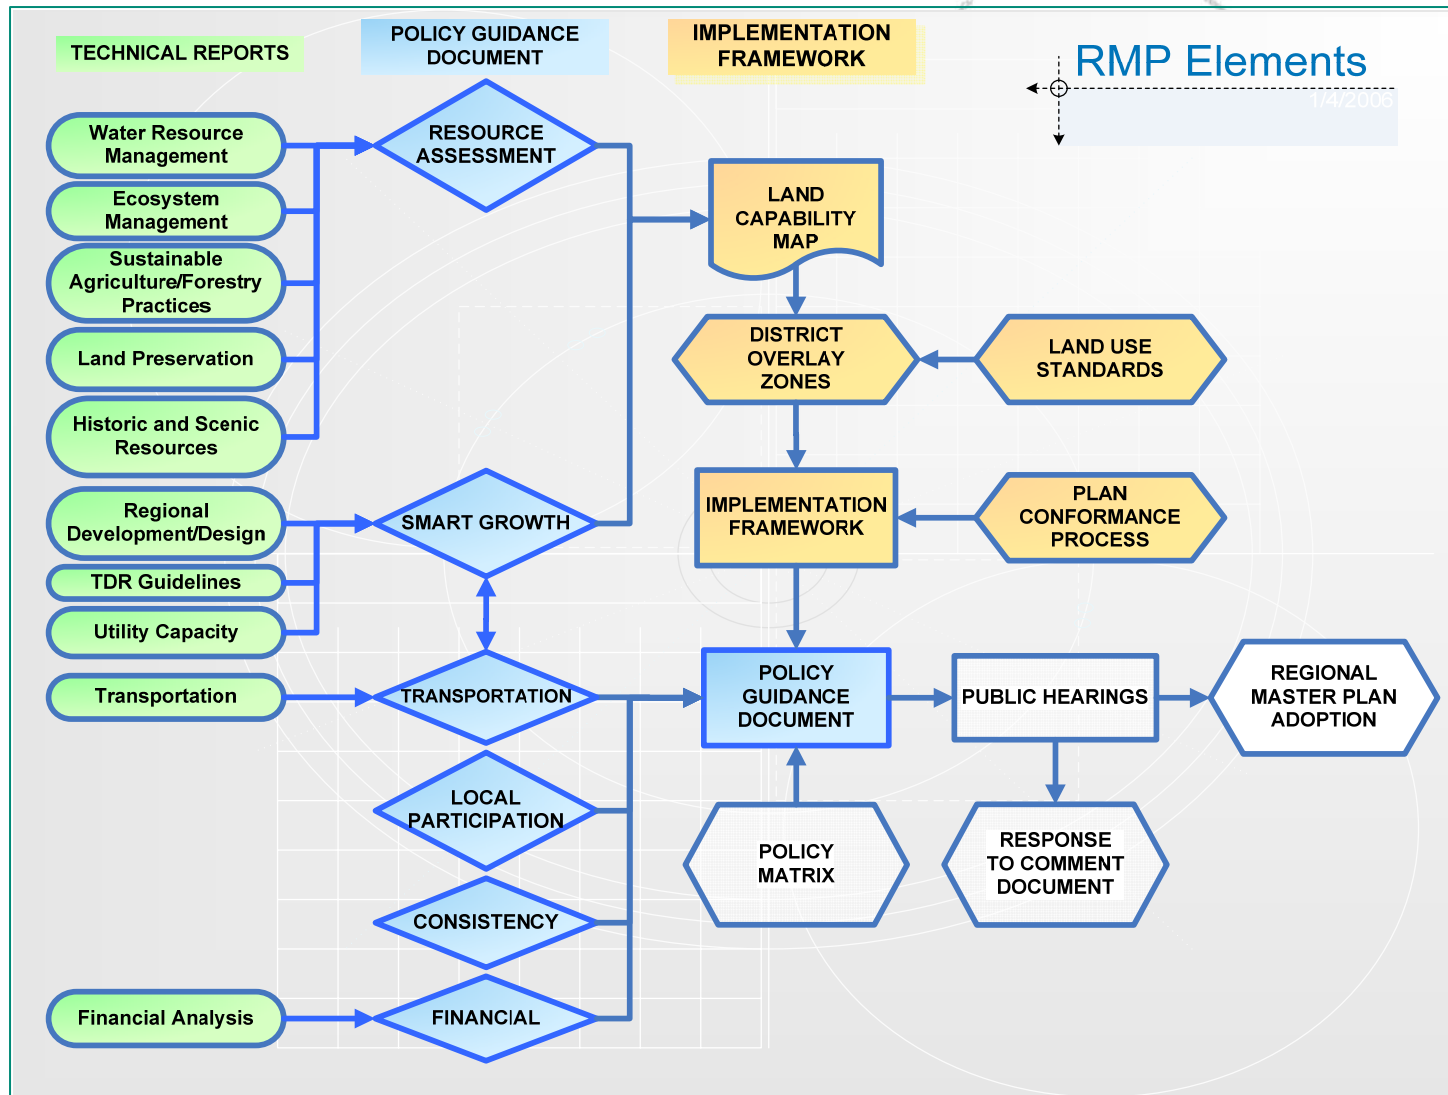 TECHNICAL REPORTS
POLICY GUIDANCE
DOCUMENT
IMPLEMENTATION
FRAMEWORK
RMP Elements
1/4/2006
Water Resource
Management
Ecosystem
Management
Sustainable
Agriculture/Forestry
Practices
Land Preservation
Historic and Scenic
Resources
Regional
Development/Design
TDR Guidelines
Utility Capacity
Transportation
Financial Analysis
RESOURCE
ASSESSMENT
SMART GROWTH
TRANSPORTATION
LOCAL
PARTICIPATION
CONSISTENCY
FINANCIAL
LAND
CAPABILITY
MAP
DISTRICT
OVERLAY
ZONES
LAND USE
STANDARDS
IMPLEMENTATION
FRAMEWORK
PLAN
CONFORMANCE
PROCESS
POLICY
GUIDANCE
DOCUMENT
PUBLIC HEARINGS
REGIONAL
MASTER PLAN
ADOPTION
POLICY
MATRIX
RESPONSE
TO COMMENT
DOCUMENT